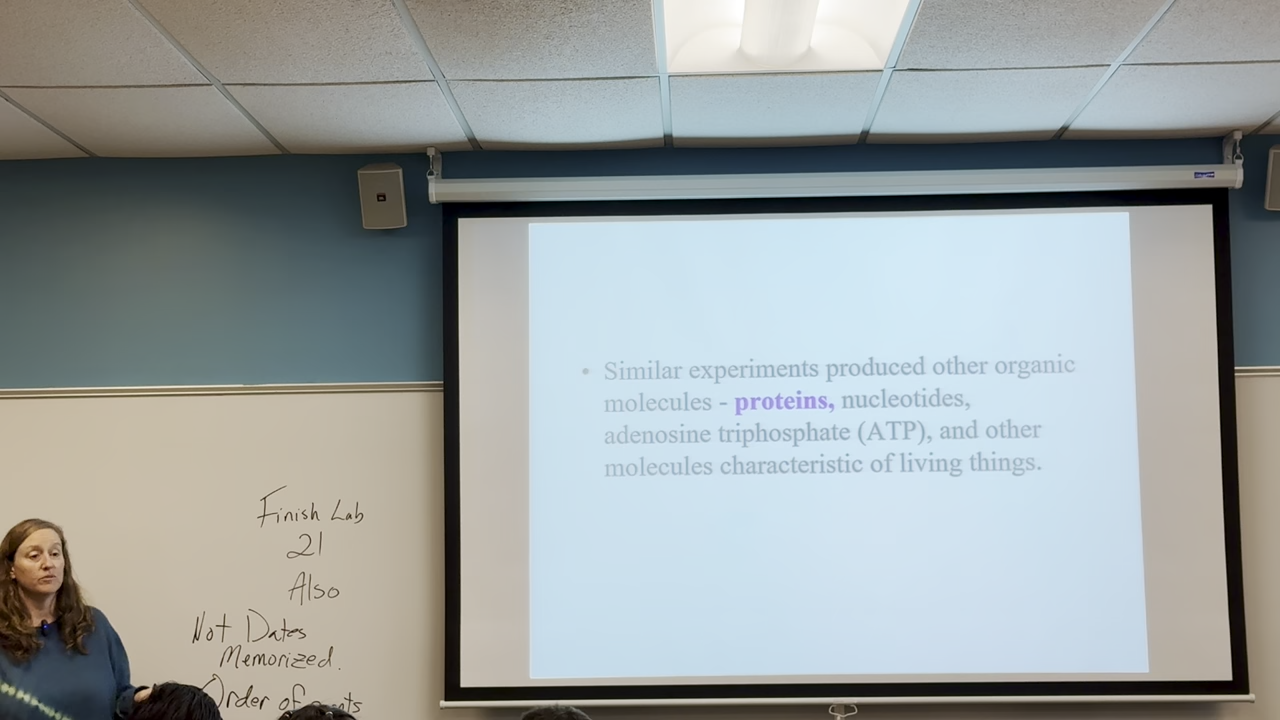 • Similar experiments produced other organic
molecules - proteins, nucleotides,
adenosine triphosphate (ATP), and other
molecules characteristic of living things.
Finish Lab
21
Also
Not Dates
Memorized.
Order of